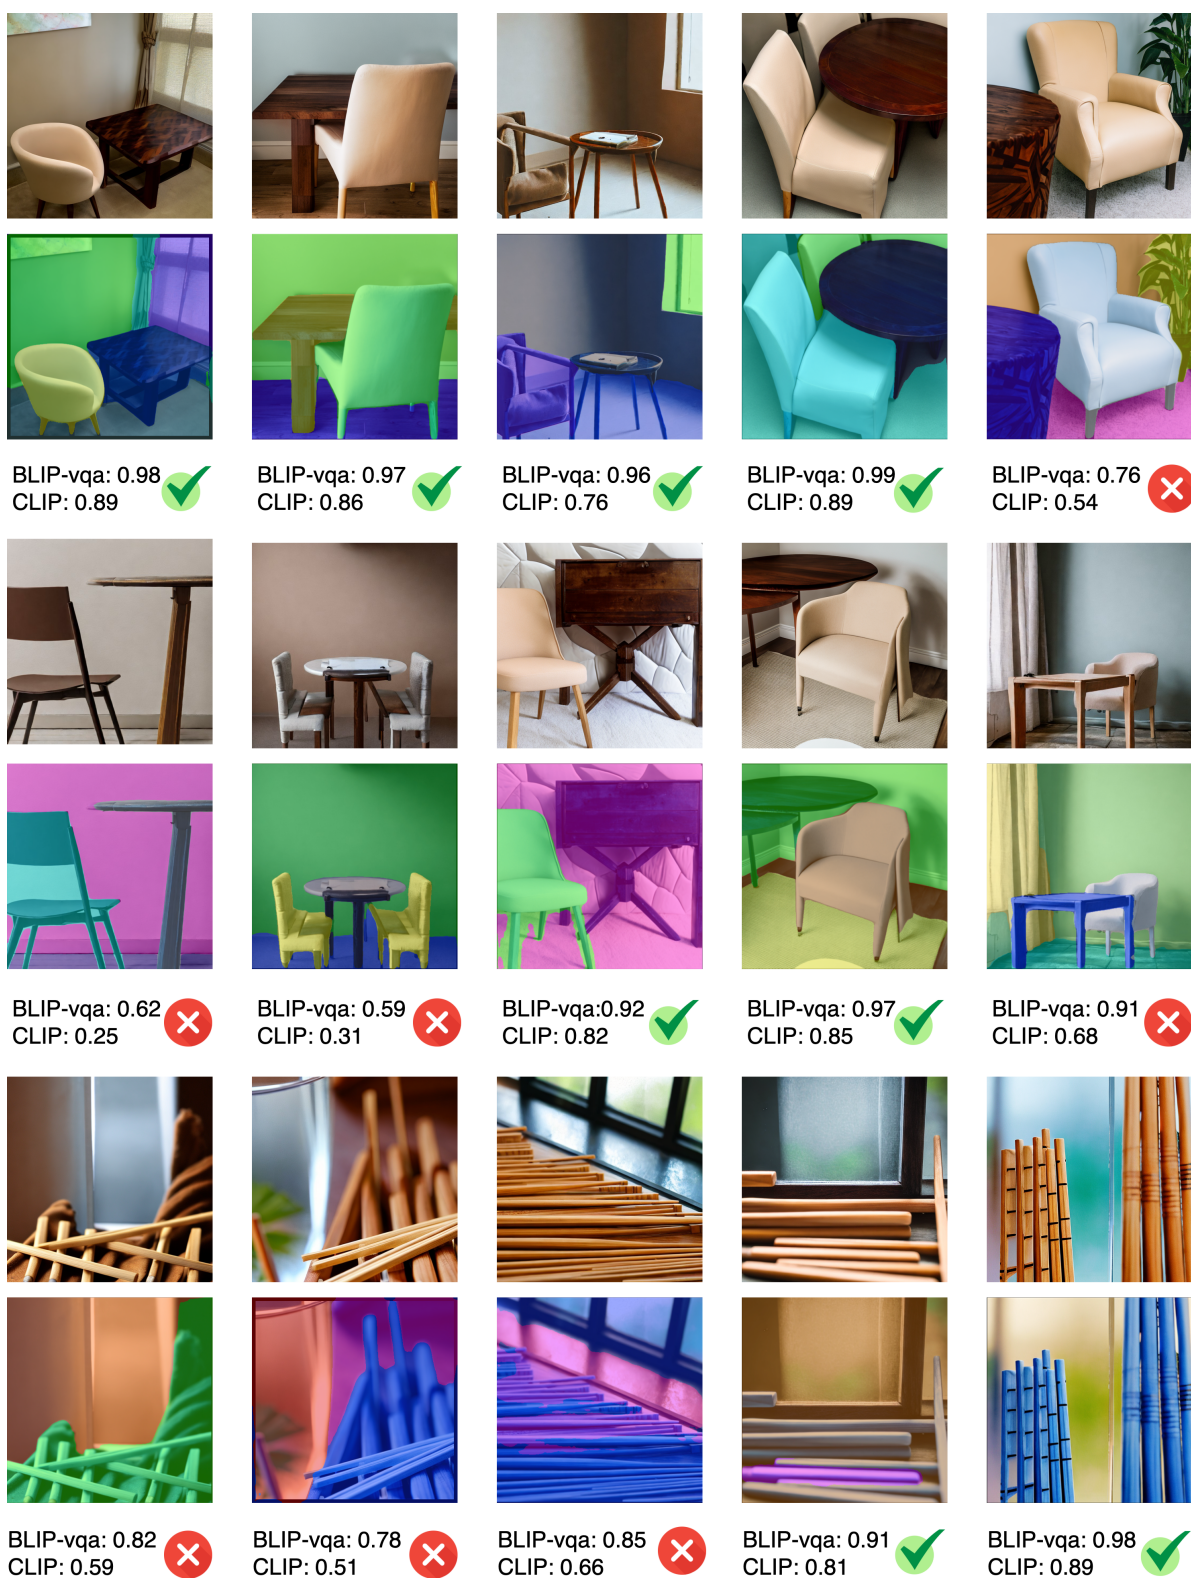 BLIP-vqa: 0.98
CLIP: 0.89
BLIP-vqa: 0.97
CLIP: 0.86
BLIP-vqa: 0.96
CLIP: 0.76
BLIP-vqa: 0.99
CLIP: 0.89
BLIP-vqa: 0.76
CLIP: 0.54
BLIP-vqa: 0.62
CLIP: 0.25
BLIP-vqa: 0.59
CLIP: 0.31
BLIP-vqa:0.92
CLIP: 0.82
BLIP-vqa: 0.97
CLIP: 0.85
BLIP-vqa: 0.91
CLIP: 0.68
BLIP-vqa: 0.82
CLIP: 0.59
BLIP-vqa: 0.78
CLIP: 0.51
BLIP-vqa: 0.85
CLIP: 0.66
BLIP-vqa: 0.91
CLIP: 0.81
BLIP-vqa: 0.98
CLIP: 0.89